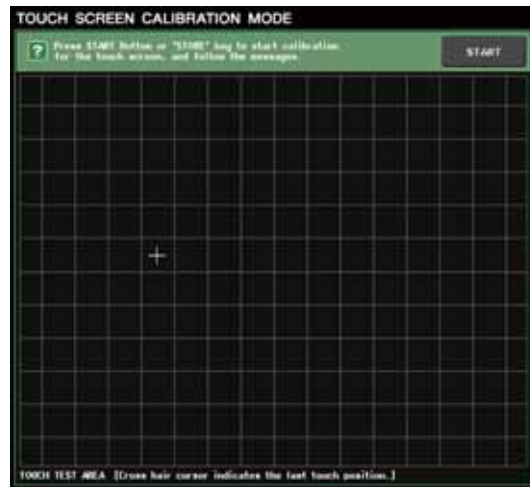 TOUCH SCREEN CALIBRATION MODE
? Press START Button or "STORE" key to start calibration
for the touch screen, and follow the messages.
START
TOUCH TEST AREA [Cross hair cursor indicates the last touch position.]